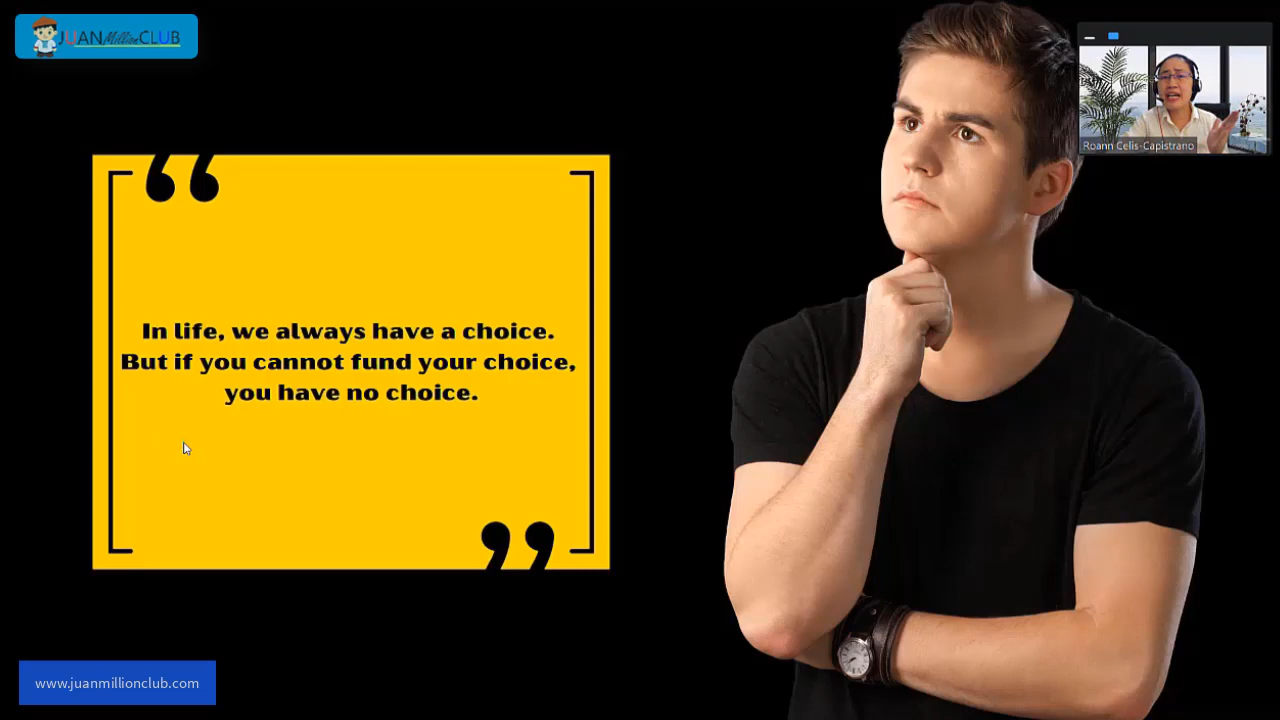 JUAN Million CLUB
Roann Celis-Capistrano
In life, we always have a choice.
But if you cannot fund your choice,
you have no choice.
www.juanmillionclub.com